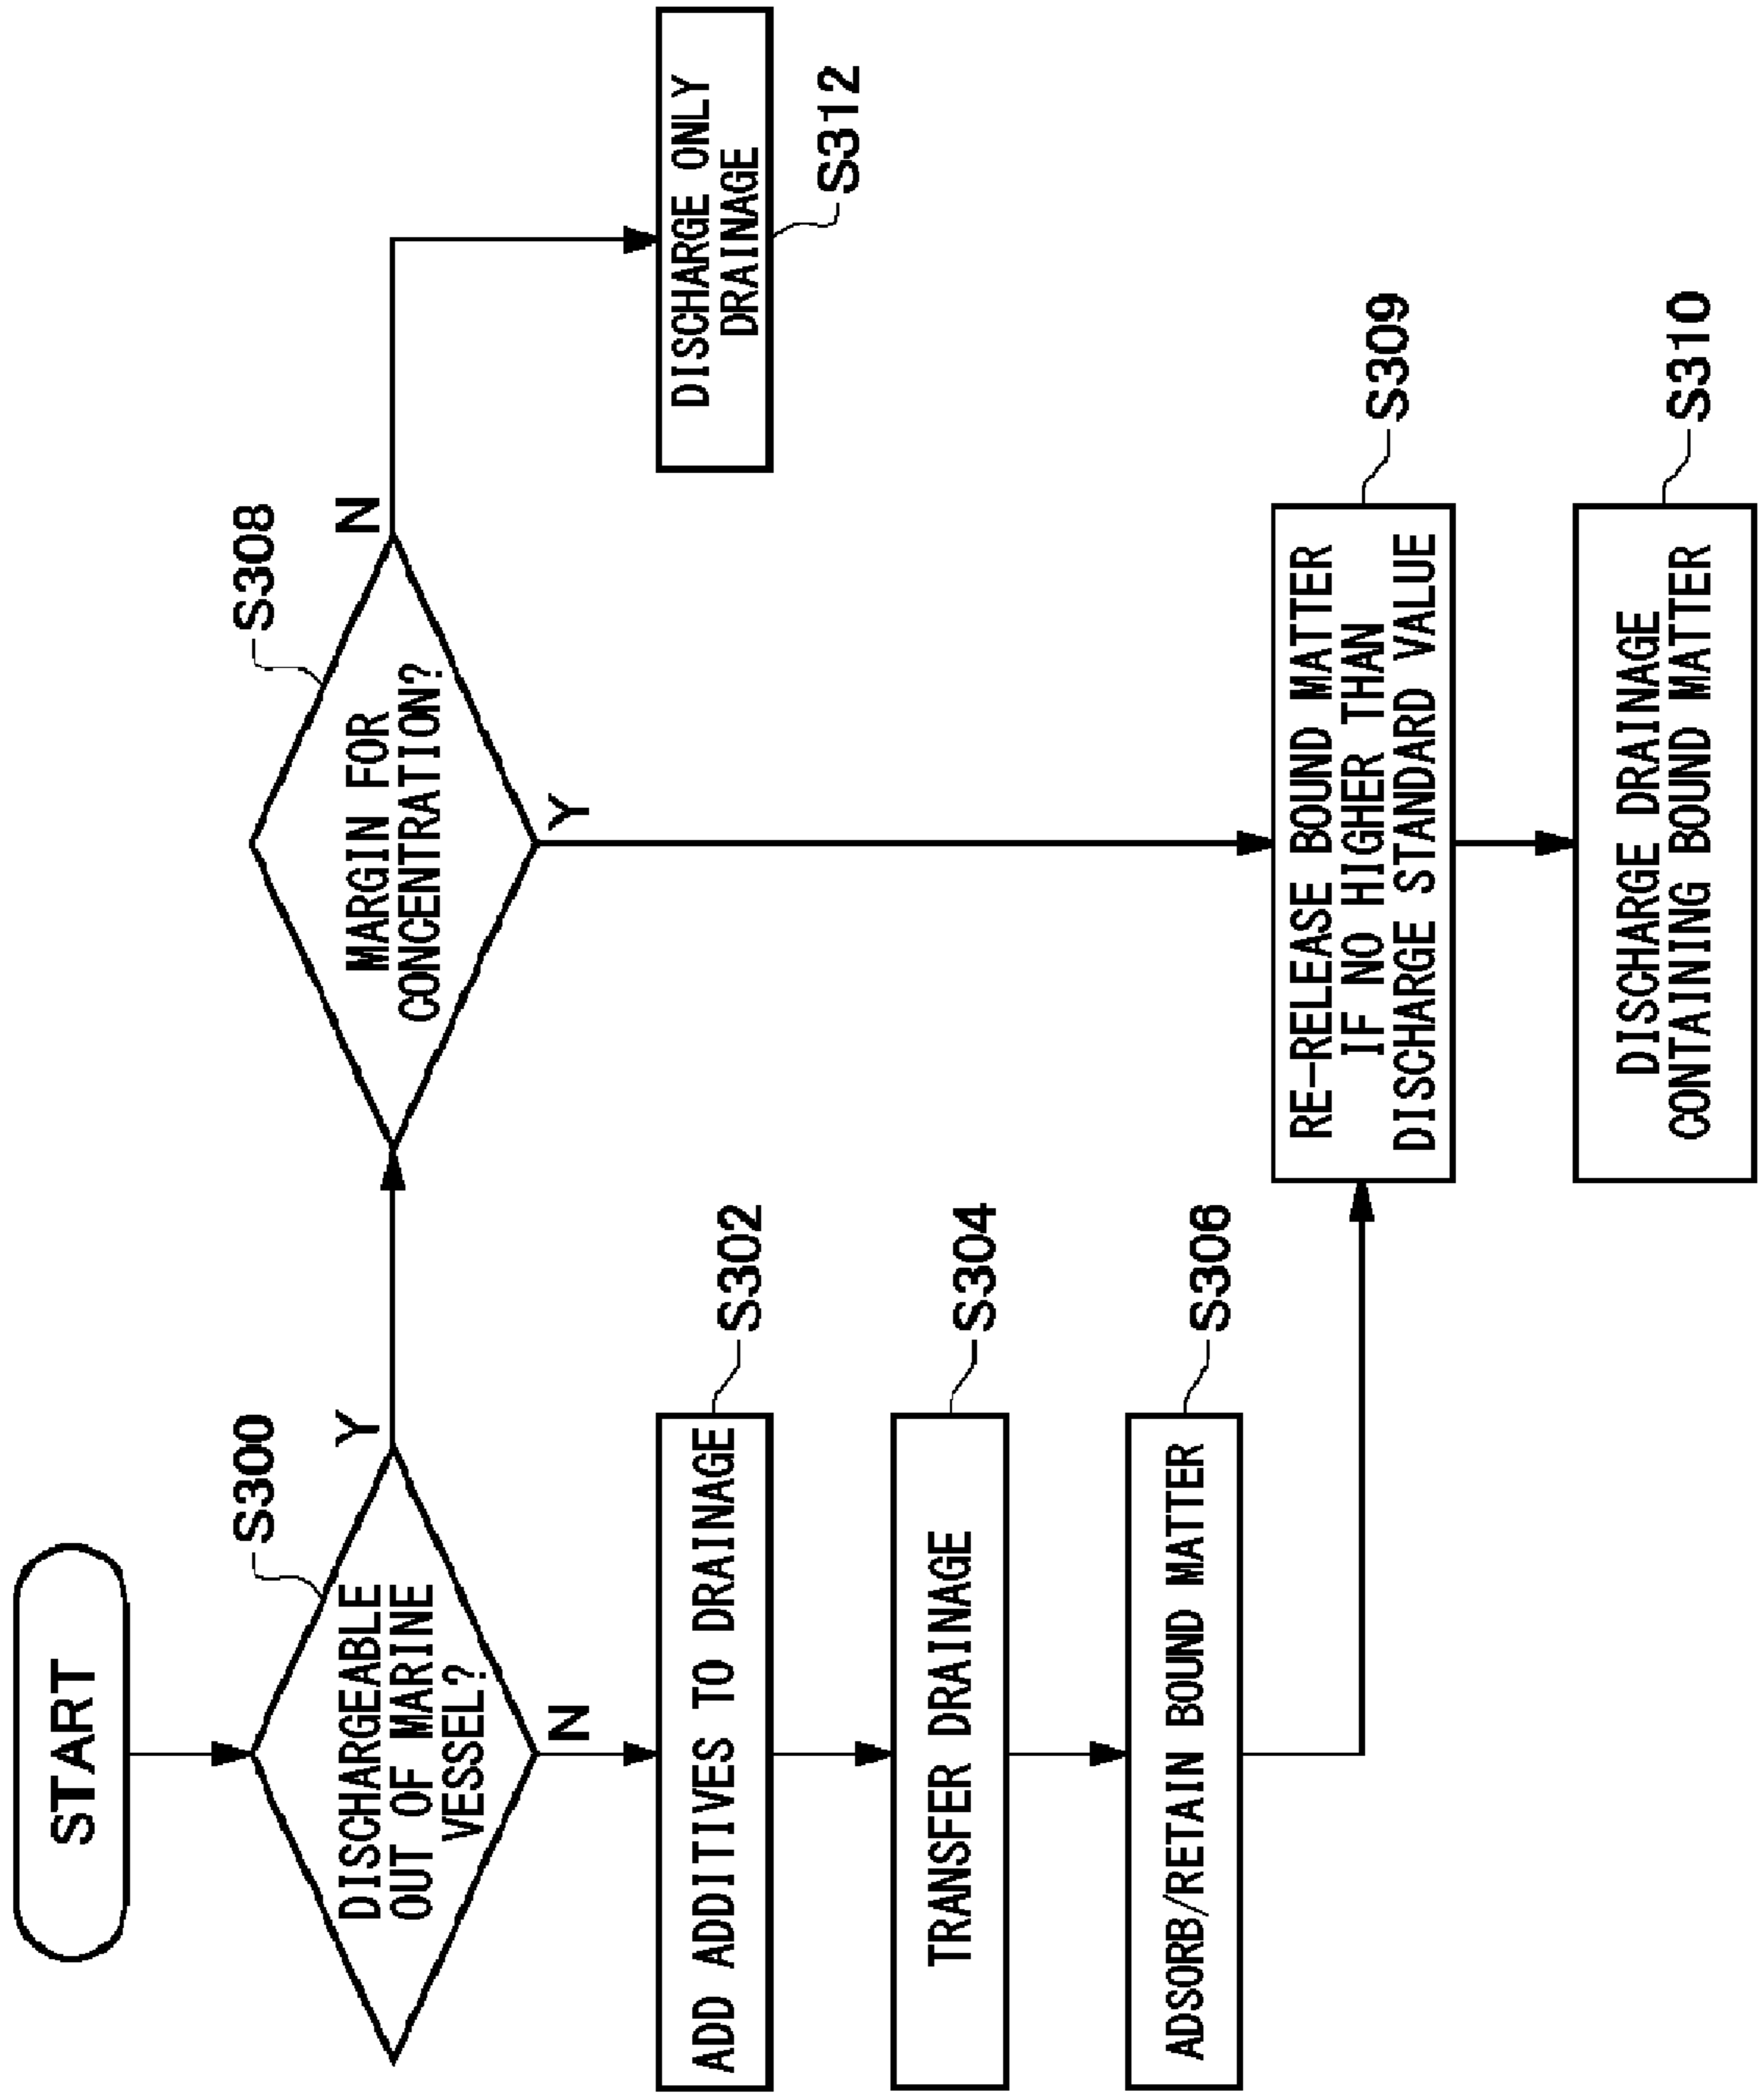 START
S300
DISCHARGEABLE
OUT OF MARINE
VESSEL?
Y
N
S308
MARGIN FOR
CONCENTRATION?
N
Y
S302
ADD ADDITIVES TO DRAINAGE
DISCHARGE ONLY
DRAINAGE
S312
S304
TRANSFER DRAINAGE
S306
ADSORB/RETAIN BOUND MATTER
RE-RELEASE BOUND MATTER
IF NO HIGHER THAN
DISCHARGE STANDARD VALUE
S309
DISCHARGE DRAINAGE
CONTAINING BOUND MATTER
S310